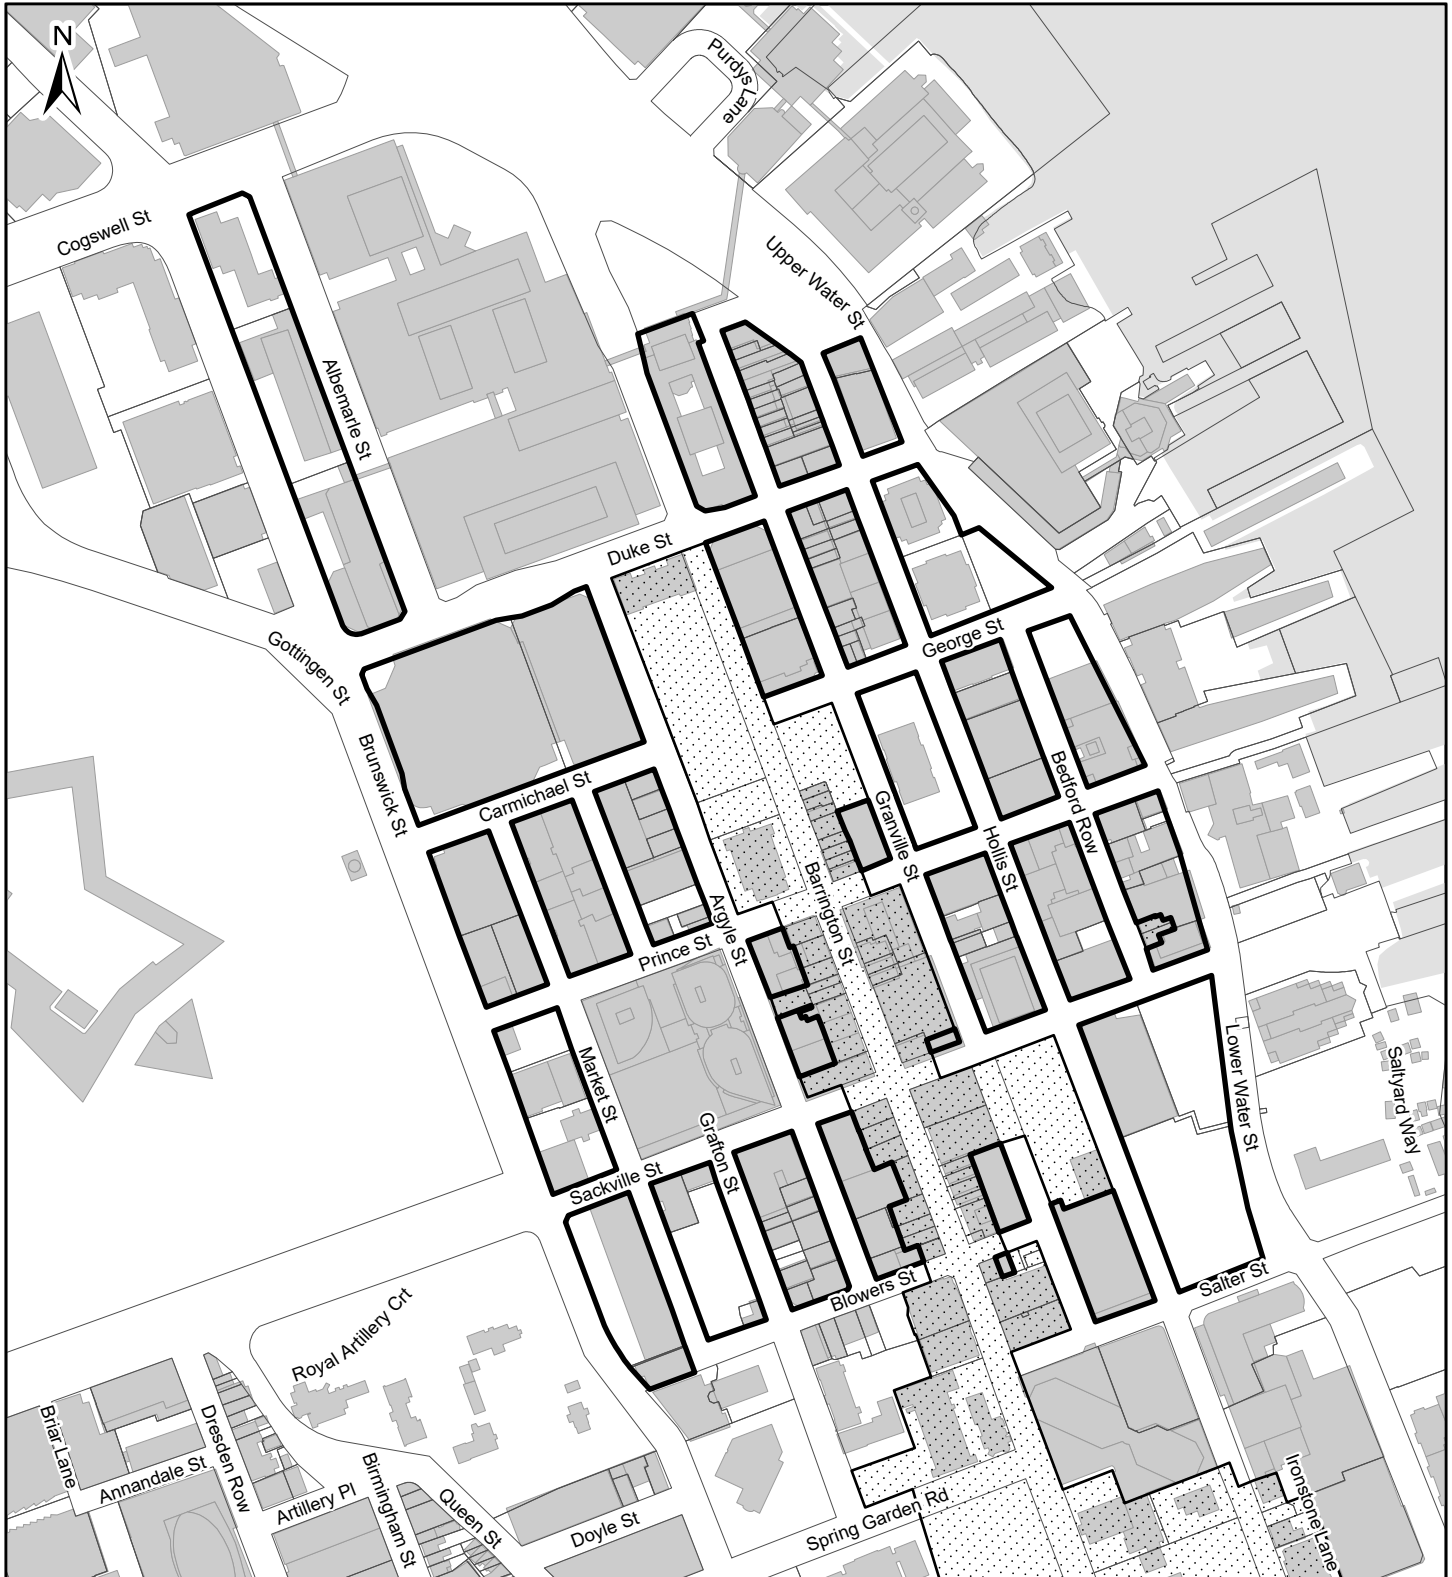 N
Purdys Lane
Cogswell St
Upper Water St
Albemarle St
Duke St
George St
Gottingen St
Brunswick St
Carmichael St
Bedford Row
Granville St
Hollis St
Barrington St
Argyle St
Prince St
Lower Water St
Saltyard Way
Market St
Grafton St
Sackville St
Blowers St
Salter St
Royal Artillery Crt
Briar Lane
Dresden Row
Annandale St
Artillery Pl
Birmingham St
Queen St
Doyle St
Spring Garden Rd
Ironstone Lane